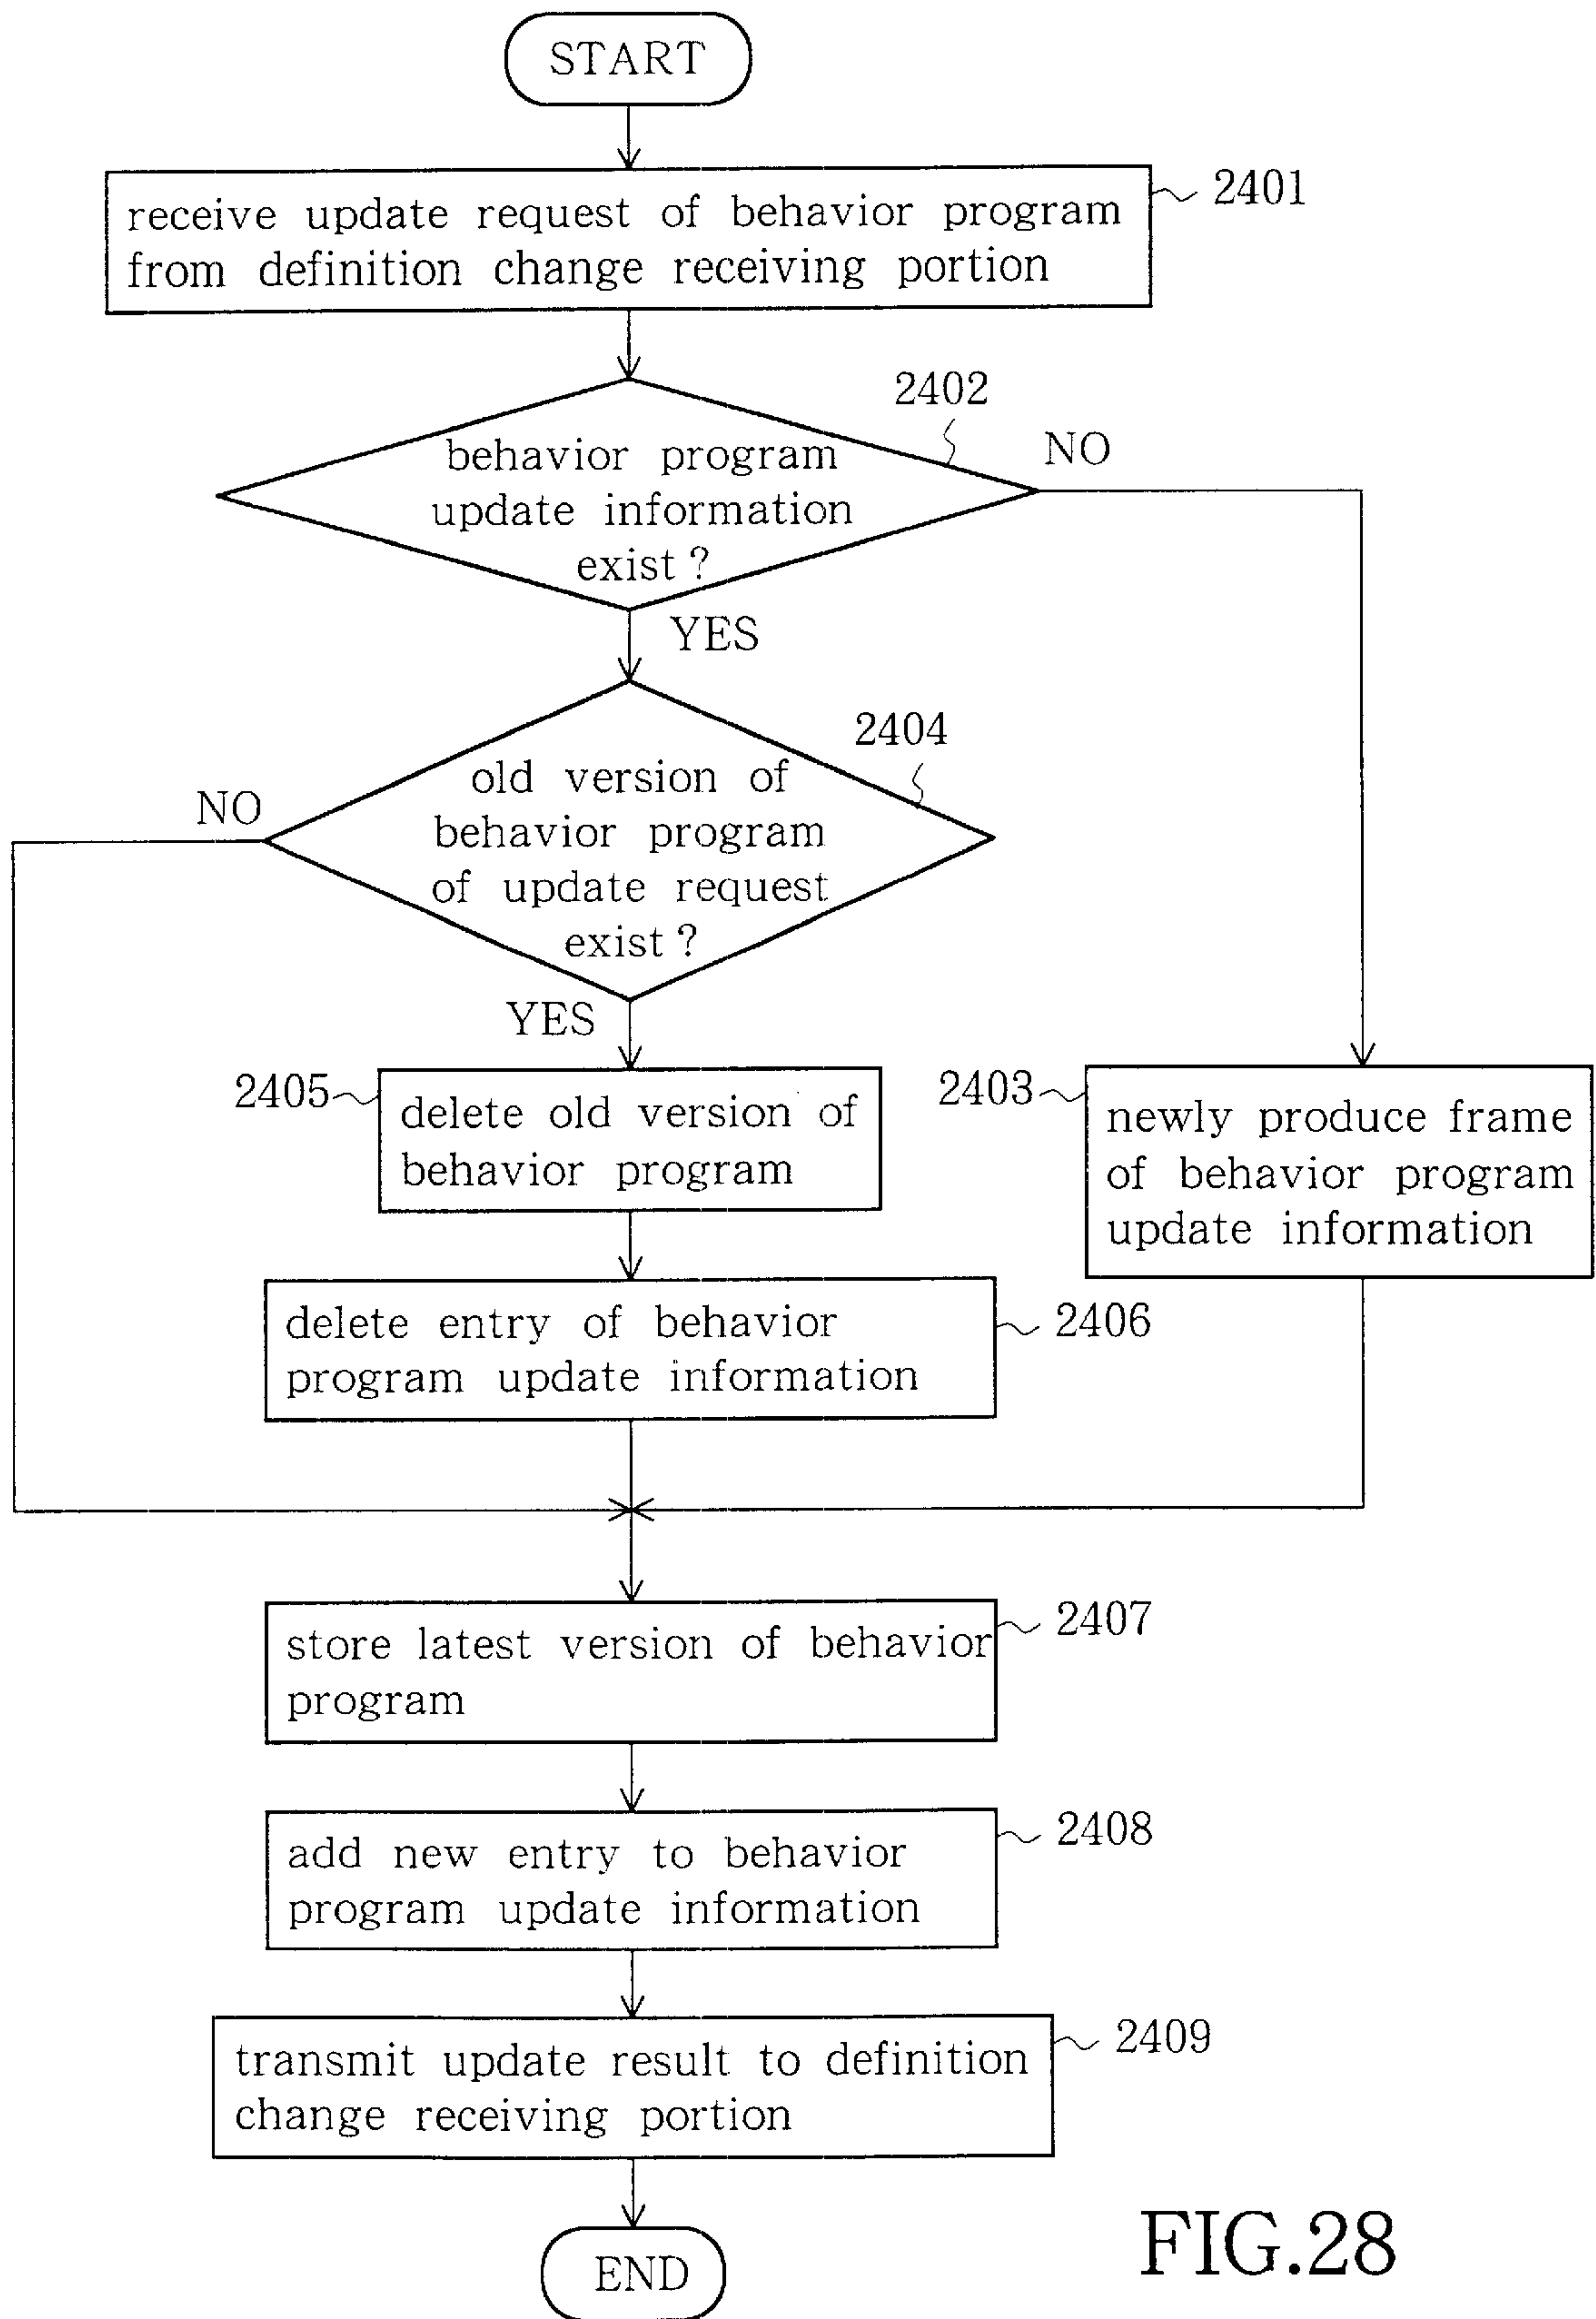 START
receive update request of behavior program
from definition change receiving portion
2401
2402
behavior program
update information
exist?
NO
YES
2404
old version of
behavior program
of update request
exist?
NO
YES
2405
delete old version of
behavior program
2403
newly produce frame
of behavior program
update information
delete entry of behavior
program update information
2406
store latest version of behavior
program
2407
add new entry to behavior
program update information
2408
transmit update result to definition
change receiving portion
2409
END
FIG.28